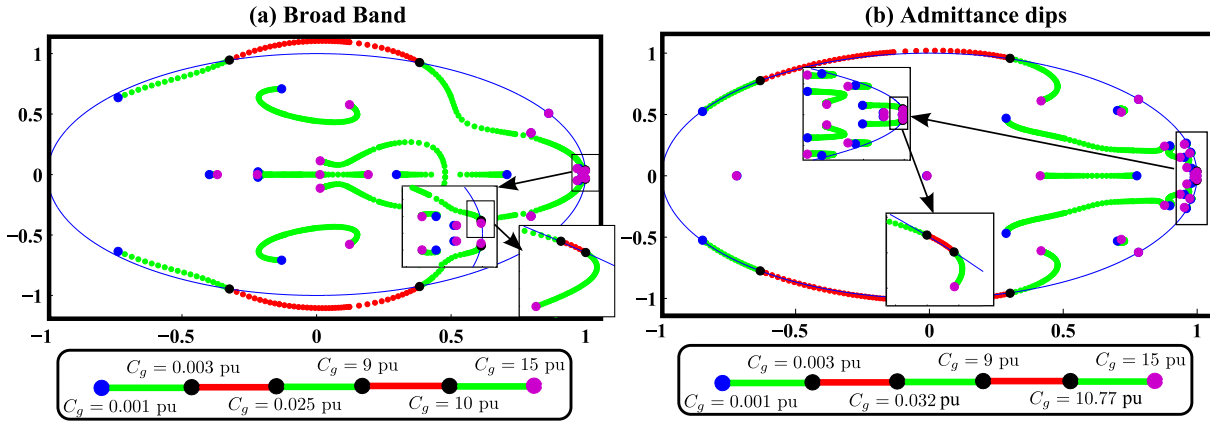 (a) Broad Band
1
0.5
0
−0.5
−1
−1
−0.5
0
0.5
1
C_g = 0.003 pu
C_g = 9 pu
C_g = 15 pu
C_g = 0.001 pu
C_g = 0.025 pu
C_g = 10 pu
(b) Admittance dips
1
0.5
0
−0.5
−1
−1
−0.5
0
0.5
1
C_g = 0.003 pu
C_g = 9 pu
C_g = 15 pu
C_g = 0.001 pu
C_g = 0.032 pu
C_g = 10.77 pu